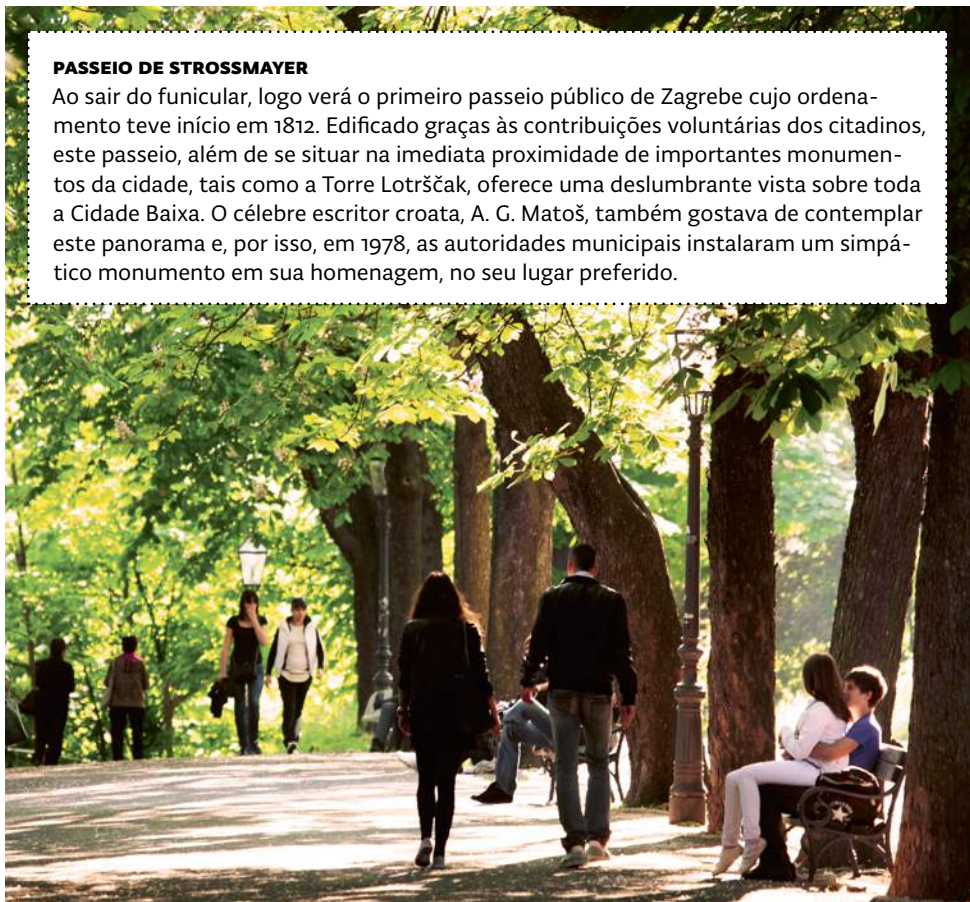 PASSEIO DE STROSSMAYER
Ao sair do funicular, logo verá o primeiro passeio público de Zagrebe cujo ordena-
mento teve início em 1812. Edificado graças às contribuições voluntárias dos citadinos,
este passeio, além de se situar na imediata proximidade de importantes monumen-
tos da cidade, tais como a Torre Lotrščak, oferece uma deslumbrante vista sobre toda
a Cidade Baixa. O célebre escritor croata, A. G. Matoš, também gostava de contemplar
este panorama e, por isso, em 1978, as autoridades municipais instalaram um simpá-
tico monumento em sua homenagem, no seu lugar preferido.